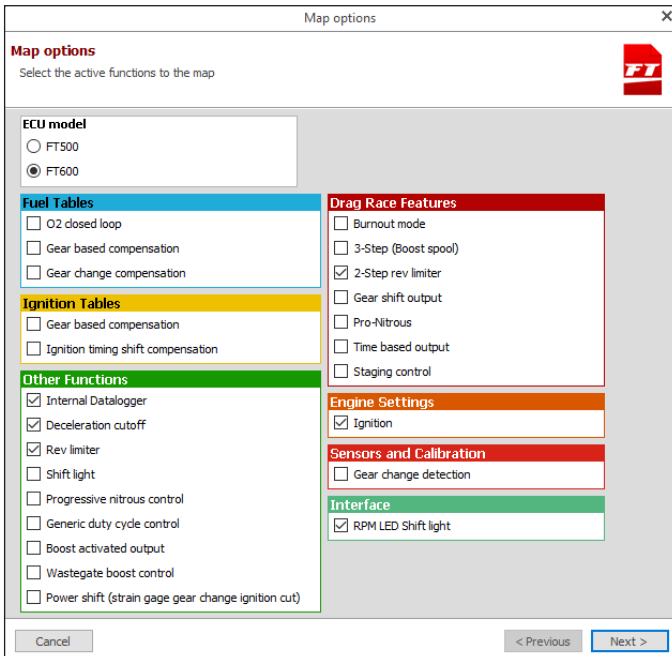 Map options
Map options
Select the active functions to the map
FT
ECU model
FT500
FT600
Fuel Tables
O2 closed loop
Gear based compensation
Gear change compensation
Ignition Tables
Gear based compensation
Ignition timing shift compensation
Other Functions
Internal Datalogger
Deceleration cutoff
Rev limiter
Shift light
Progressive nitrous control
Generic duty cycle control
Boost activated output
Wastegate boost control
Power shift (strain gage gear change ignition cut)
Drag Race Features
Burnout mode
3-Step (Boost spool)
2-Step rev limiter
Gear shift output
Pro-Nitrous
Time based output
Staging control
Engine Settings
Ignition
Sensors and Calibration
Gear change detection
Interface
RPM LED Shift light
Cancel
< Previous
Next >